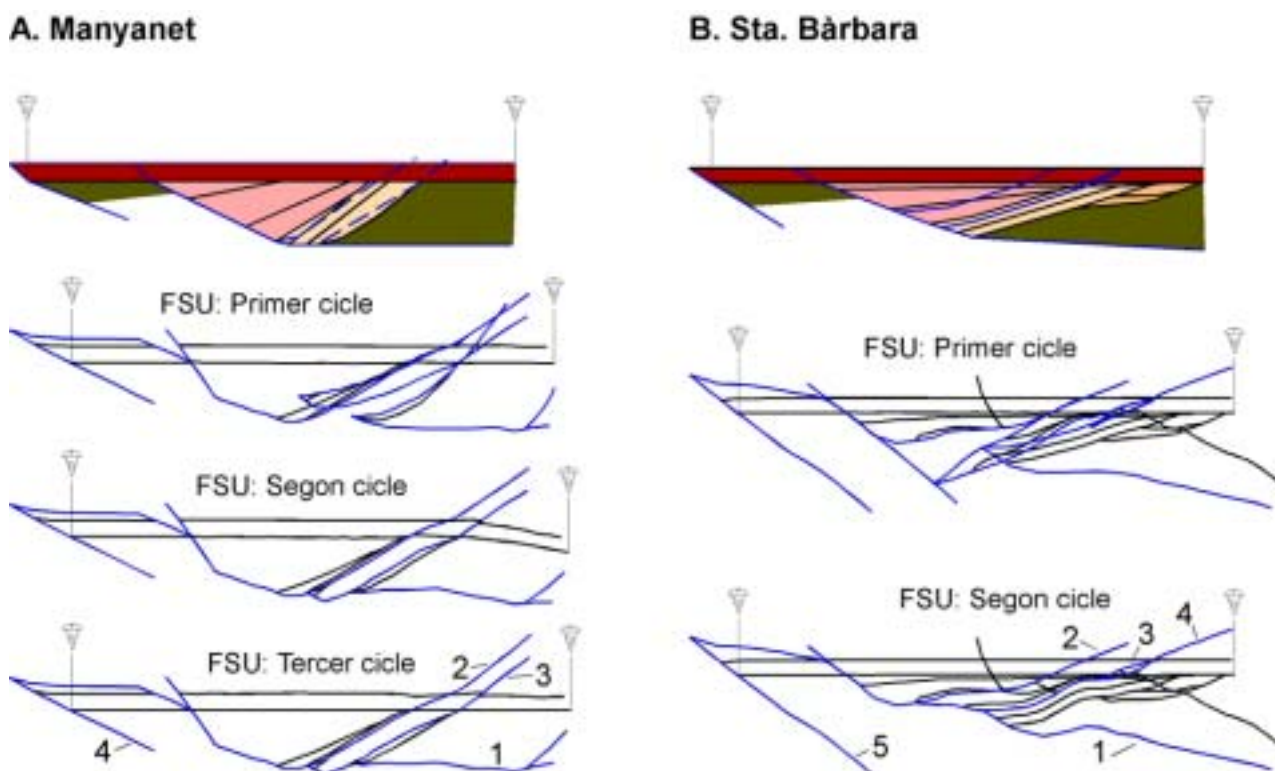 A. Manyanet
B. Sta. Bàrbara
FSU: Primer cicle
FSU: Primer cicle
FSU: Segon cicle
FSU: Segon cicle
4
2
3
FSU: Tercer cicle
2
3
4
1
5
1